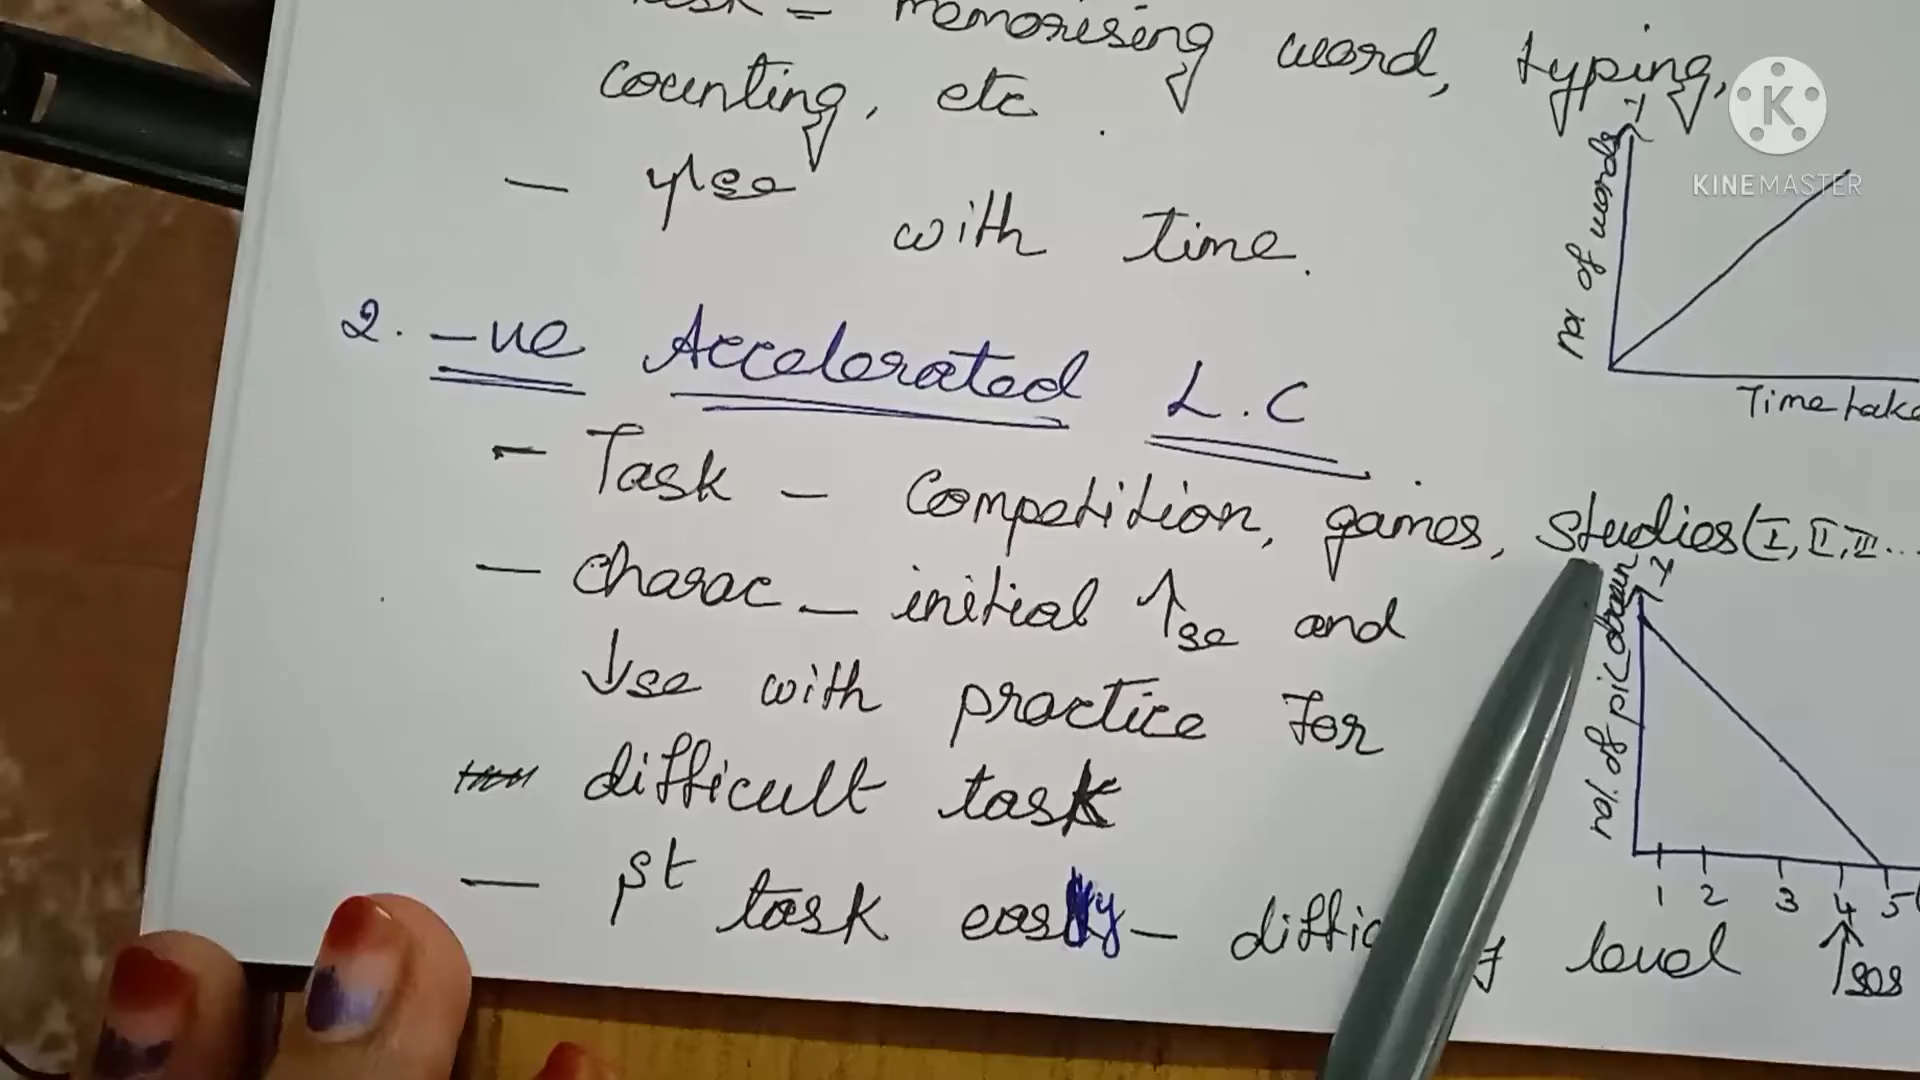 memorising word, typing,
counting, etc.
with time.
No. of words
Time take
2. -ve Accelerated L.C
- Task - Competition, games, studies (I, II, III...
- Charac - initial ↑se and
↓se with practice for
difficult task
- 1st task easy - difficulty level ↑ses
no. of pic drawn
1 2 3 4 5
K
KINEMASTER